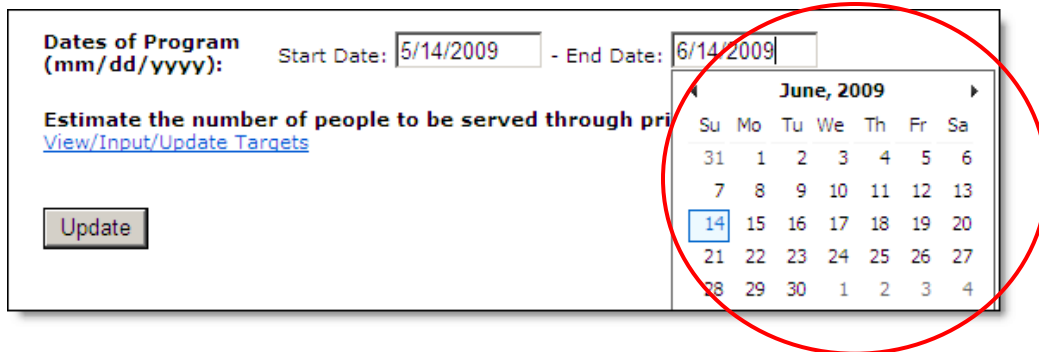 Dates of Program
(mm/dd/yyyy):
Start Date: 5/14/2009 - End Date: 6/14/2009
Estimate the number of people to be served through pri
View/Input/Update Targets
Update
June, 2009
Su Mo Tu We Th Fr Sa
31 1 2 3 4 5 6
7 8 9 10 11 12 13
14 15 16 17 18 19 20
21 22 23 24 25 26 27
28 29 30 1 2 3 4